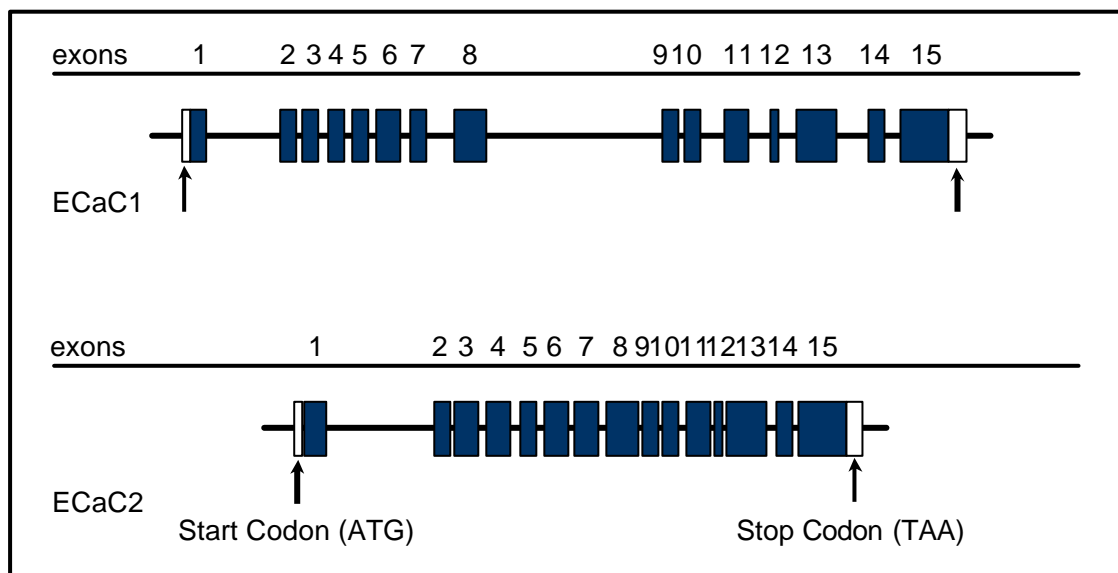 exons 1 2 3 4 5 6 7 8 9 10 11 12 13 14 15
ECaC1
exons 1 2 3 4 5 6 7 8 9 10 11 12 13 14 15
ECaC2
Start Codon (ATG) Stop Codon (TAA)